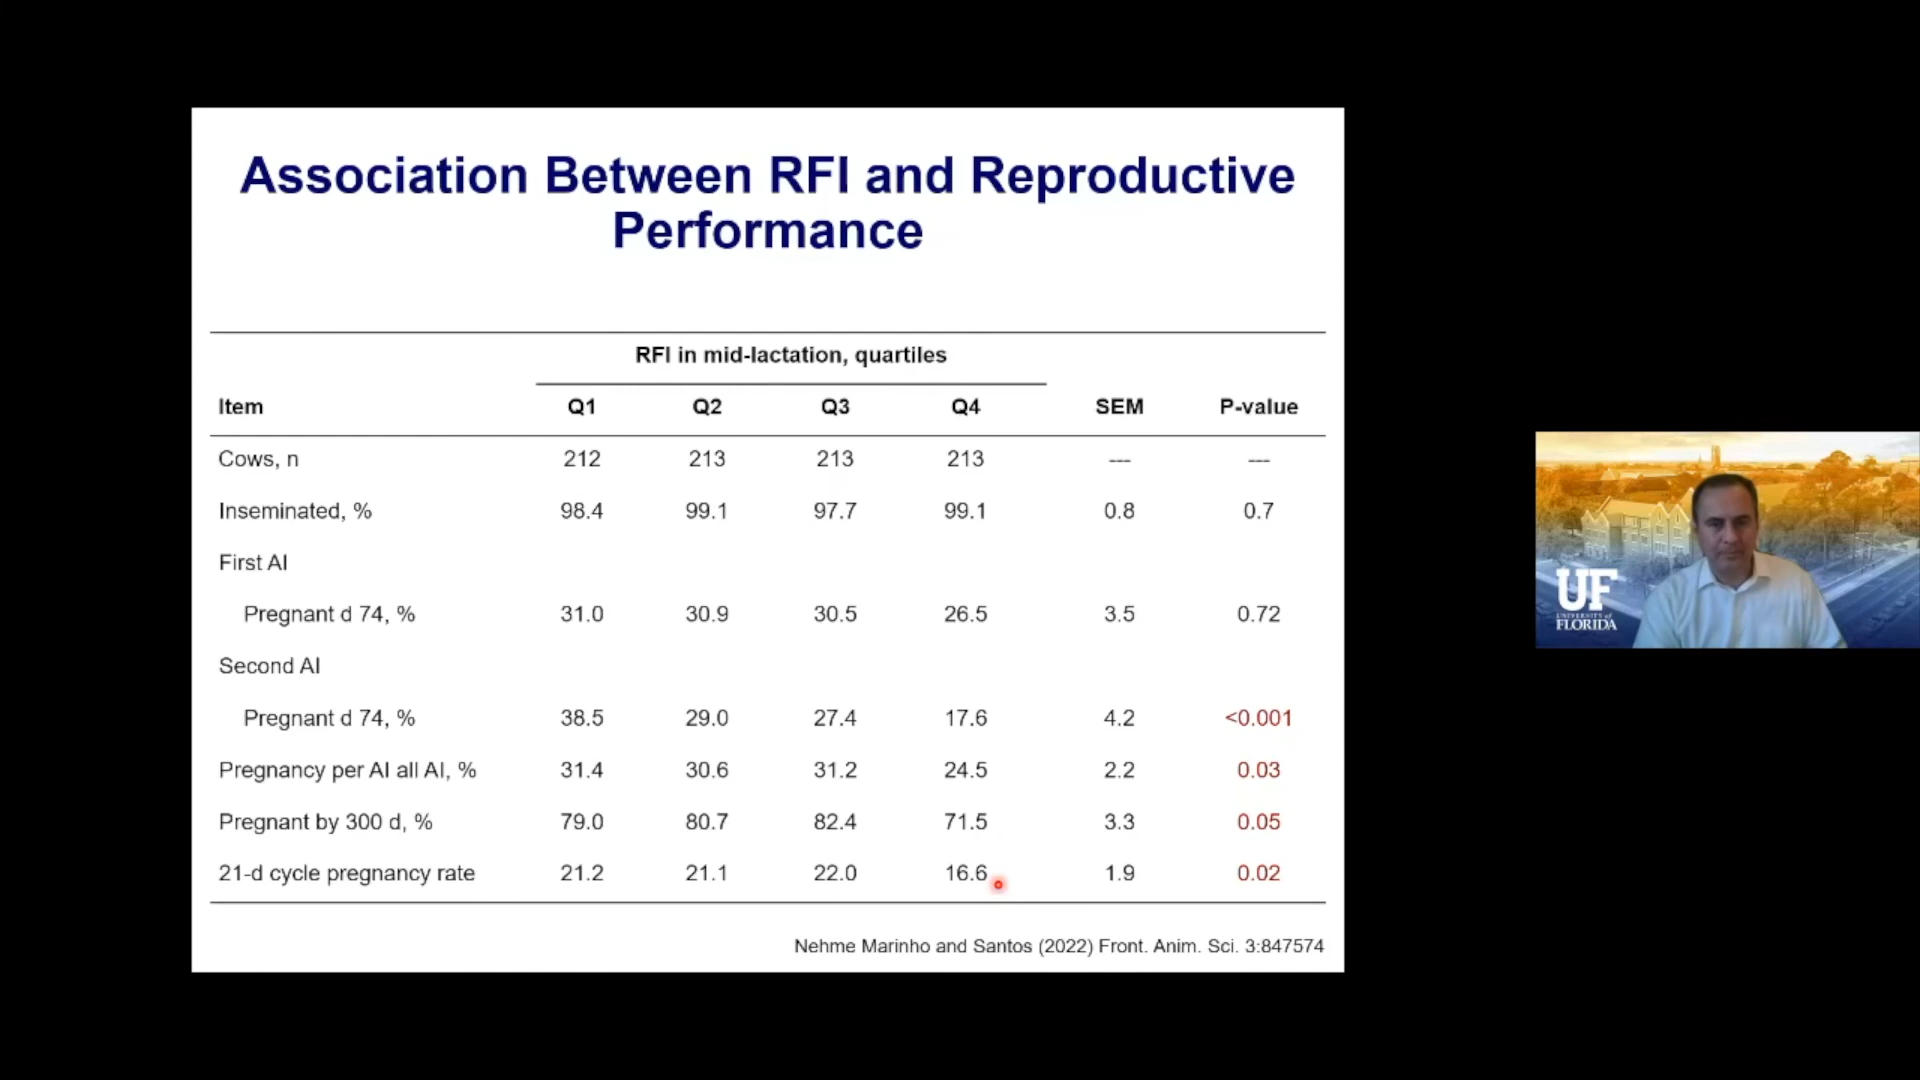 Association Between RFI and Reproductive
Performance
RFI in mid-lactation, quartiles
Item Q1 Q2 Q3 Q4 SEM P-value
Cows, n 212 213 213 213 --- ---
Inseminated, % 98.4 99.1 97.7 99.1 0.8 0.7
First AI
Pregnant d 74, % 31.0 30.9 30.5 26.5 3.5 0.72
Second AI
Pregnant d 74, % 38.5 29.0 27.4 17.6 4.2 <0.001
Pregnancy per AI all AI, % 31.4 30.6 31.2 24.5 2.2 0.03
Pregnant by 300 d, % 79.0 80.7 82.4 71.5 3.3 0.05
21-d cycle pregnancy rate 21.2 21.1 22.0 16.6 1.9 0.02
Nehme Marinho and Santos (2022) Front. Anim. Sci. 3:847574
UF
UNIVERSITY of
FLORIDA